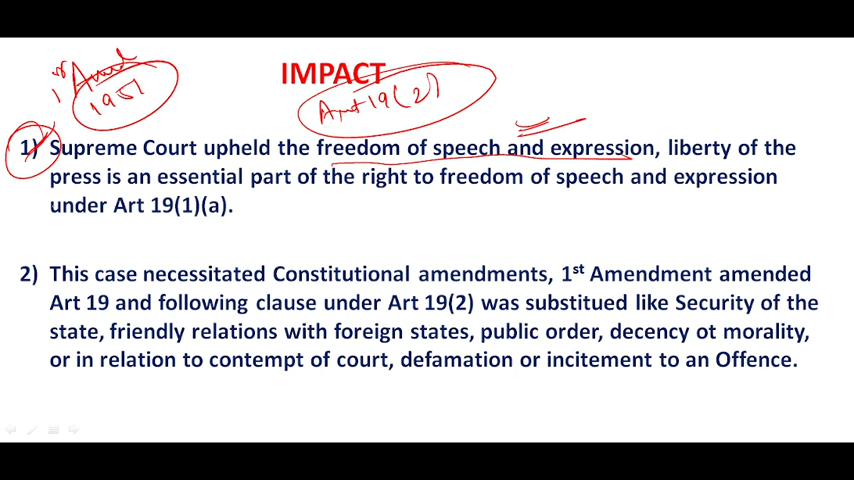 1st Amend
1951
IMPACT
Art 19(2)
1) Supreme Court upheld the freedom of speech and expression, liberty of the
press is an essential part of the right to freedom of speech and expression
under Art 19(1)(a).
2) This case necessitated Constitutional amendments, 1st Amendment amended
Art 19 and following clause under Art 19(2) was substitued like Security of the
state, friendly relations with foreign states, public order, decency ot morality,
or in relation to contempt of court, defamation or incitement to an Offence.